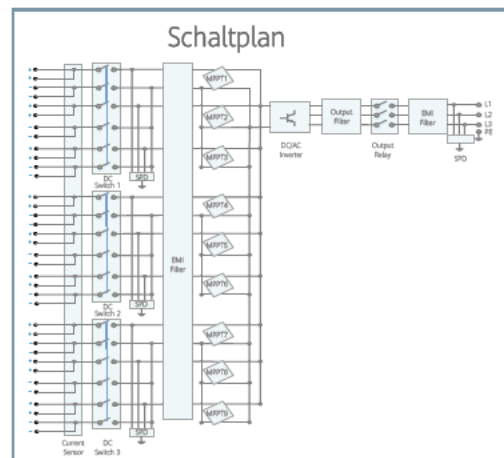 Schaltplan
MPPT1
MPPT2
MPPT3
DC
Switch 1
SPD
MPPT4
MPPT5
MPPT6
DC
Switch 2
SPD
EMI
Filter
MPPT7
MPPT8
MPPT9
Current
Sensor
DC
Switch 3
SPD
DC/AC
Inverter
Output
Filter
Output
Relay
EMI
Filter
L1
L2
L3
PE
SPD